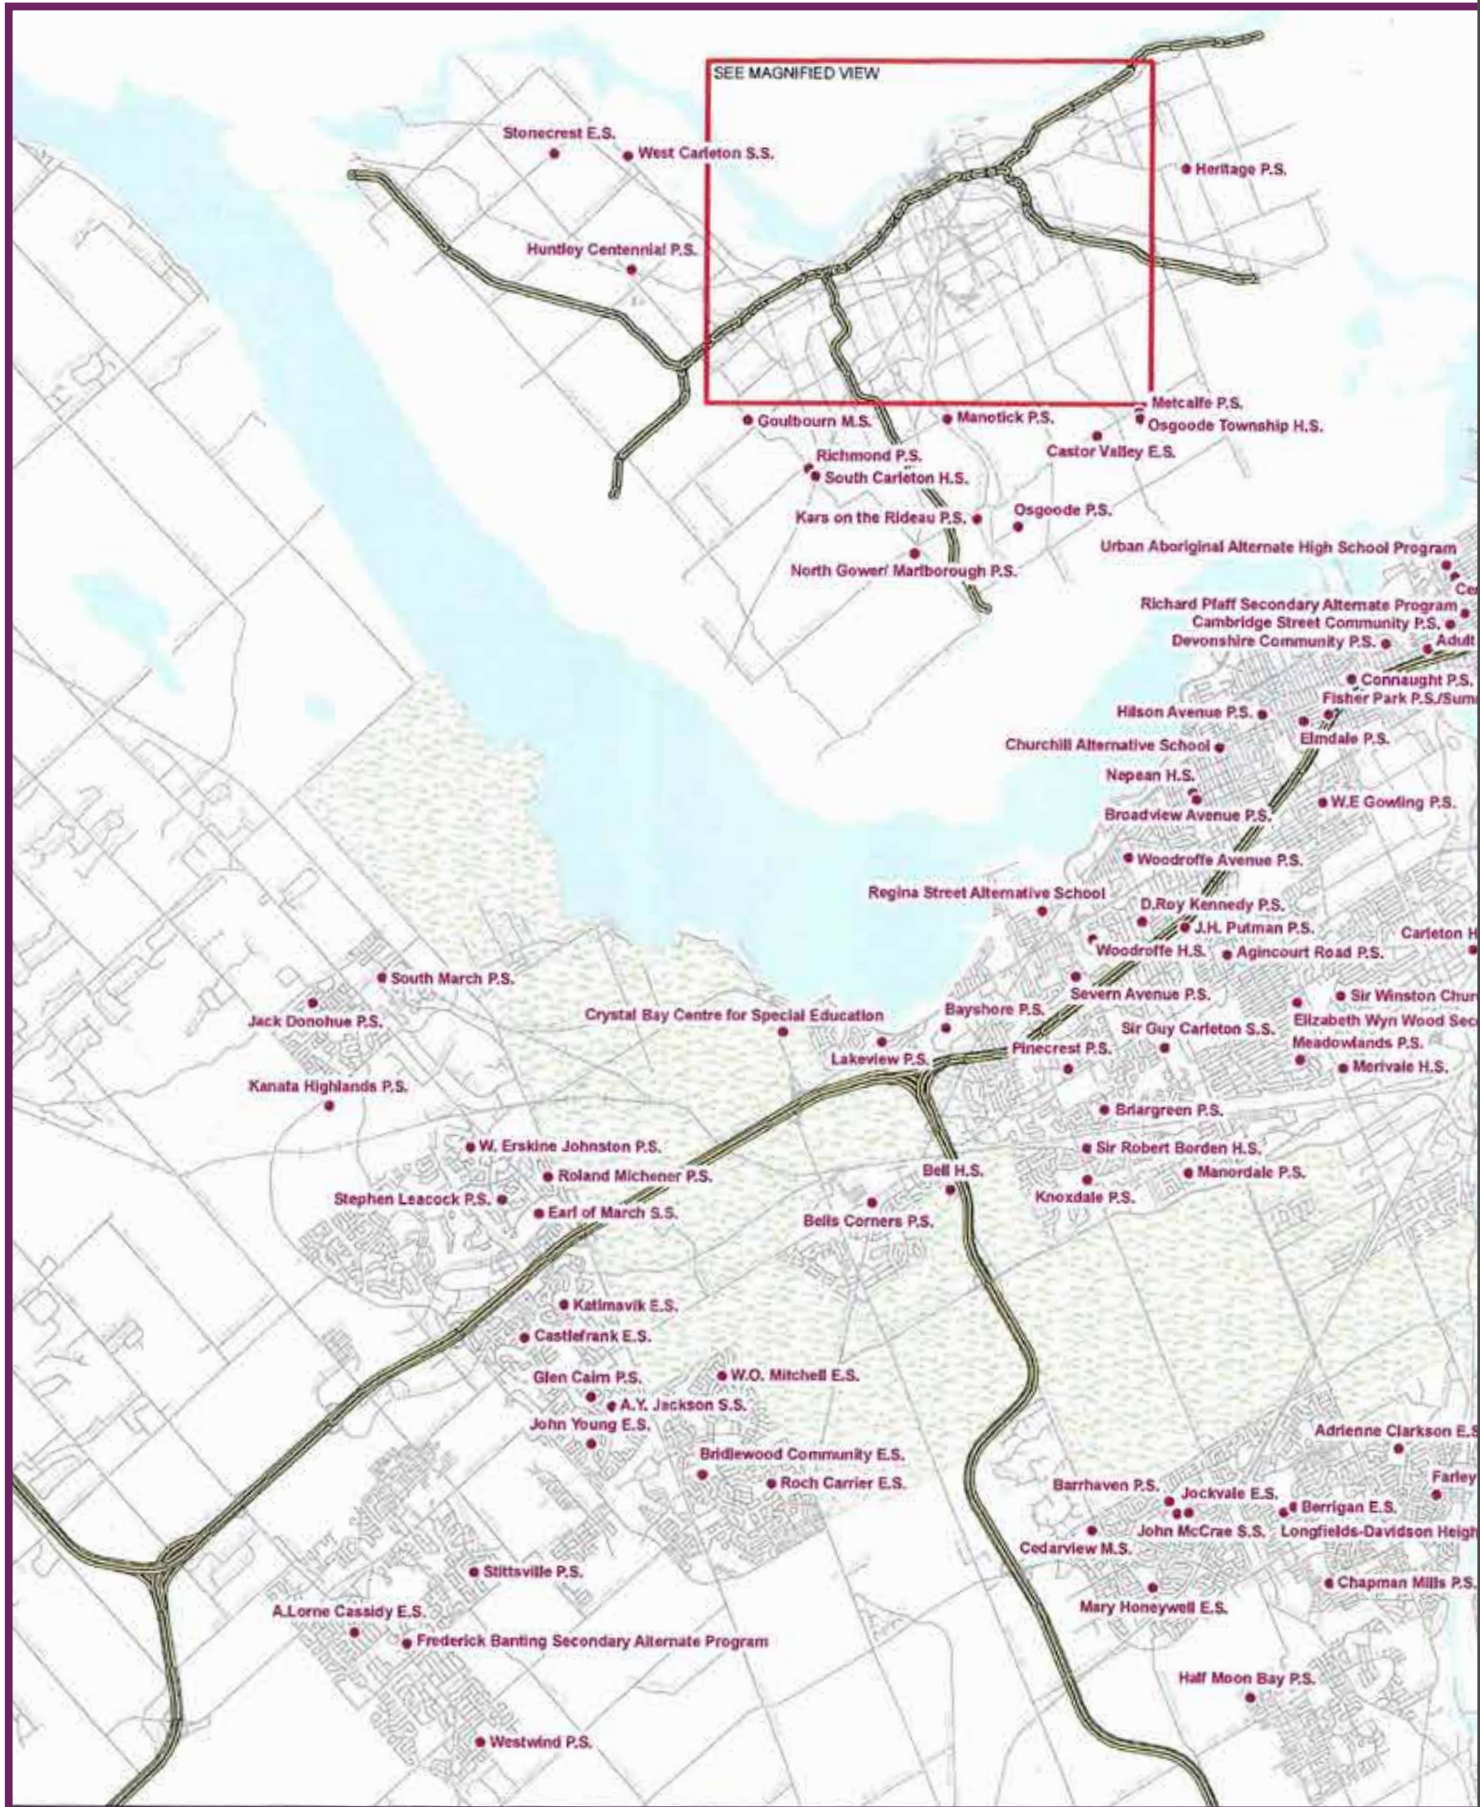 SEE MAGNIFIED VIEW
Stonecrest E.S.
West Carleton S.S.
Heritage P.S.
Huntley Centennial P.S.
Metcalfe P.S.
Goulbourn M.S.
Manotick P.S.
Osgoode Township H.S.
Castor Valley E.S.
Richmond P.S.
South Carleton H.S.
Osgoode P.S.
Kars on the Rideau P.S.
Urban Aboriginal Alternate High School Program
North Gower/ Marlborough P.S.
Cen
Richard Pfaff Secondary Alternate Program
Cambridge Street Community P.S.
Devonshire Community P.S.
Adult
Connaught P.S.
Fisher Park P.S./Sum
Hilson Avenue P.S.
Elmdale P.S.
Churchill Alternative School
Nepean H.S.
W.E Gowling P.S.
Broadview Avenue P.S.
Woodroffe Avenue P.S.
Regina Street Alternative School
D.Roy Kennedy P.S.
J.H. Putman P.S.
Carleton H
Woodroffe H.S.
Agincourt Road P.S.
South March P.S.
Severn Avenue P.S.
Sir Winston Chur
Bayshore P.S.
Crystal Bay Centre for Special Education
Jack Donohue P.S.
Elizabeth Wyn Wood Sec
Sir Guy Carleton S.S.
Meadowlands P.S.
Pinecrest P.S.
Lakeview P.S.
Merivale H.S.
Kanata Highlands P.S.
Briargreen P.S.
W. Erskine Johnston P.S.
Sir Robert Borden H.S.
Bell H.S.
Manordale P.S.
Roland Michener P.S.
Stephen Leacock P.S.
Knoxdale P.S.
Earl of March S.S.
Bells Corners P.S.
Katimavik E.S.
Castlefrank E.S.
Glen Cairn P.S.
W.O. Mitchell E.S.
A.Y. Jackson S.S.
John Young E.S.
Adrienne Clarkson E.S
Bridlewood Community E.S.
Farley
Roch Carrier E.S.
Barrhaven P.S.
Jockvale E.S.
Berrigan E.S.
John McCrae S.S.
Longfields-Davidson Heigh
Cedarview M.S.
Stittsville P.S.
Chapman Mills P.S.
Mary Honeywell E.S.
A.Lorne Cassidy E.S.
Frederick Banting Secondary Alternate Program
Half Moon Bay P.S.
Westwind P.S.